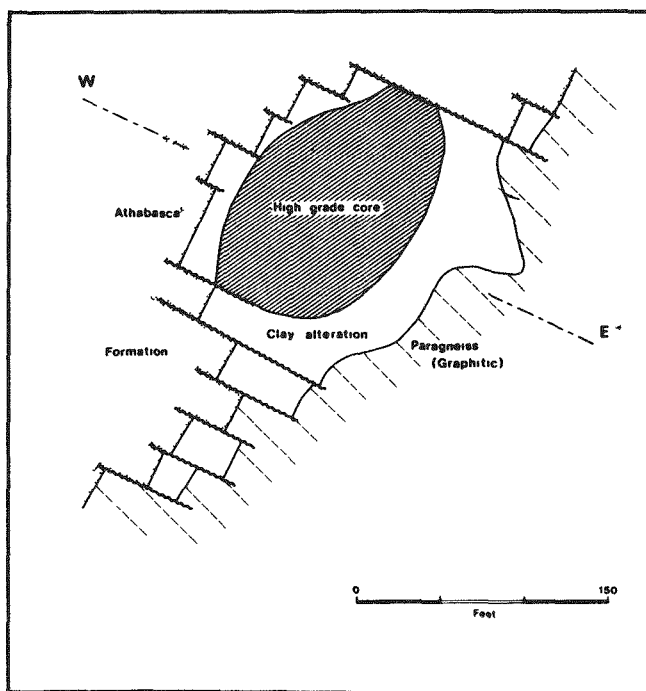 W
Athabasca
High grade core
Clay alteration
Formation
Paragneiss
(Graphitic)
E
0 150
Feet